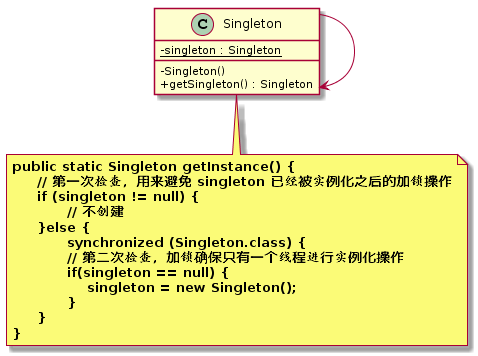 C Singleton
-singleton : Singleton
-Singleton()
+getSingleton() : Singleton
public static Singleton getInstance() {
// 第一次检查，用来避免 singleton 已经被实例化之后的加锁操作
if (singleton != null) {
// 不创建
}else {
synchronized (Singleton.class) {
// 第二次检查，加锁确保只有一个线程进行实例化操作
if(singleton == null) {
singleton = new Singleton();
}
}
}